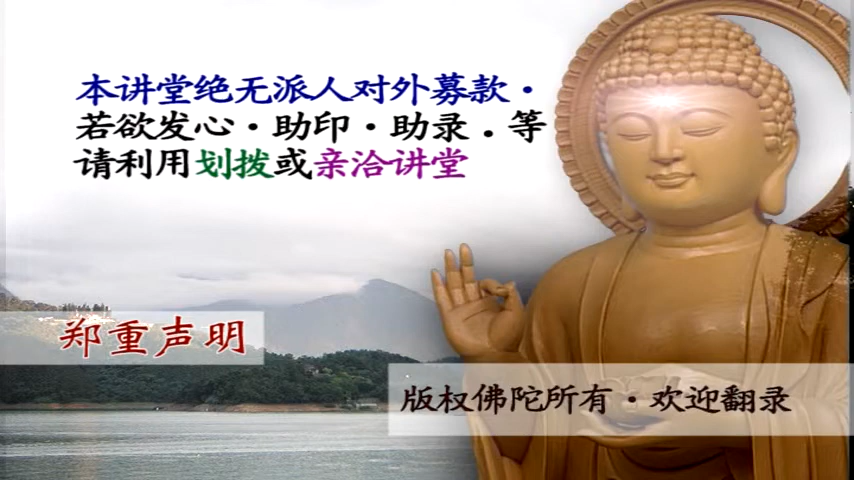 本讲堂绝无派人对外募款·
若欲发心·助印·助录．等
请利用划拨或亲洽讲堂
郑重声明
版权佛陀所有·欢迎翻录